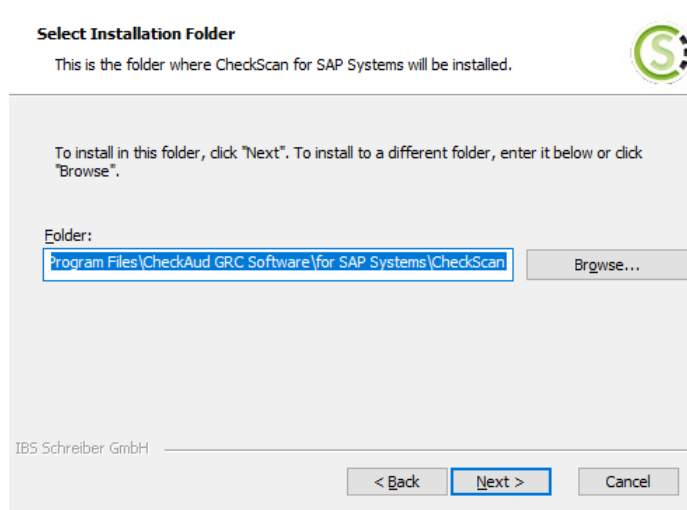 Select Installation Folder
This is the folder where CheckScan for SAP Systems will be installed.
S
To install in this folder, click "Next". To install to a different folder, enter it below or click
"Browse".
Folder:
Program Files\CheckAud GRC Software\for SAP Systems\CheckScan
Browse...
IBS Schreiber GmbH
< Back
Next >
Cancel